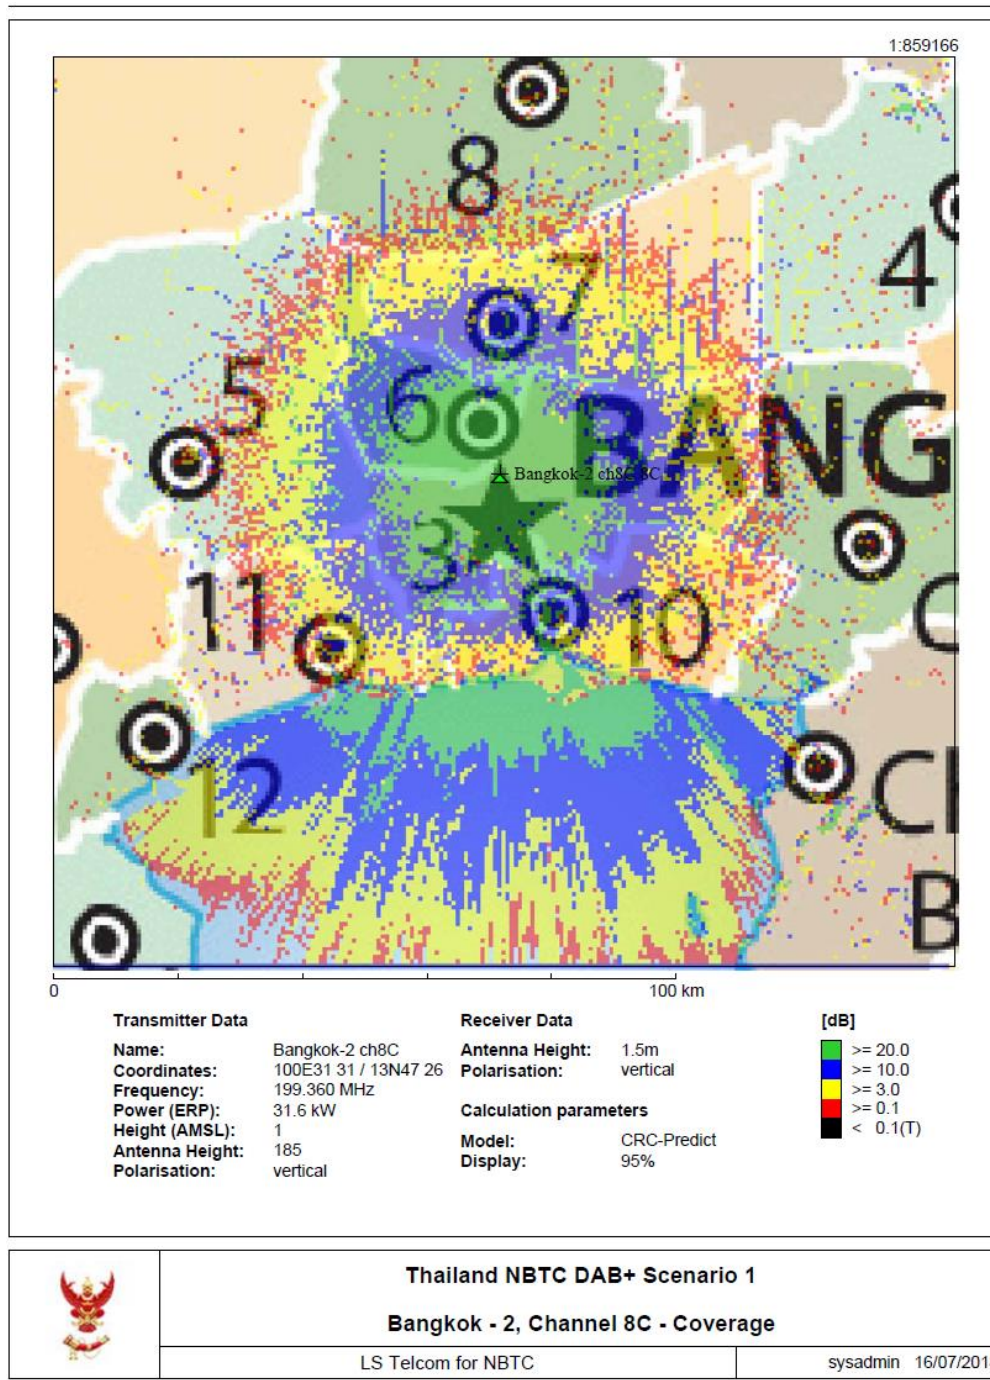 1:859166
8
7
4
6
5
BANG
Bangkok-2 ch8C 8C
3
11
10
12
0
100 km
Transmitter Data
Name: Bangkok-2 ch8C
Coordinates: 100E31 31 / 13N47 26
Frequency: 199.360 MHz
Power (ERP): 31.6 kW
Height (AMSL): 1
Antenna Height: 185
Polarisation: vertical
Receiver Data
Antenna Height: 1.5m
Polarisation: vertical
Calculation parameters
Model: CRC-Predict
Display: 95%
[dB]
>= 20.0
>= 10.0
>= 3.0
>= 0.1
< 0.1(T)
Thailand NBTC DAB+ Scenario 1
Bangkok - 2, Channel 8C - Coverage
LS Telcom for NBTC
sysadmin 16/07/201